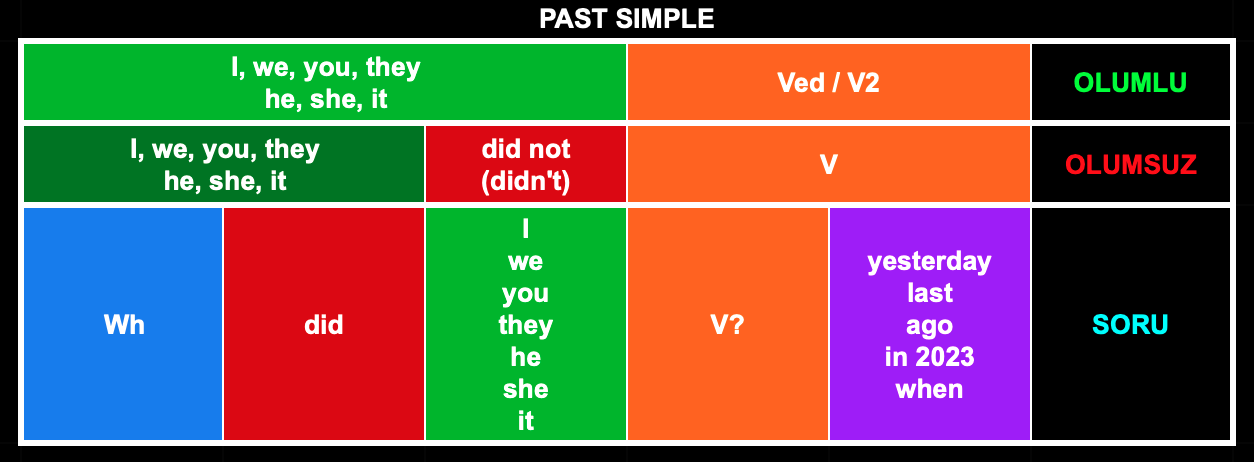 PAST SIMPLE
I, we, you, they
he, she, it
Ved / V2
OLUMLU
I, we, you, they
he, she, it
did not
(didn't)
V
OLUMSUZ
Wh
did
I
we
you
they
he
she
it
V?
yesterday
last
ago
in 2023
when
SORU